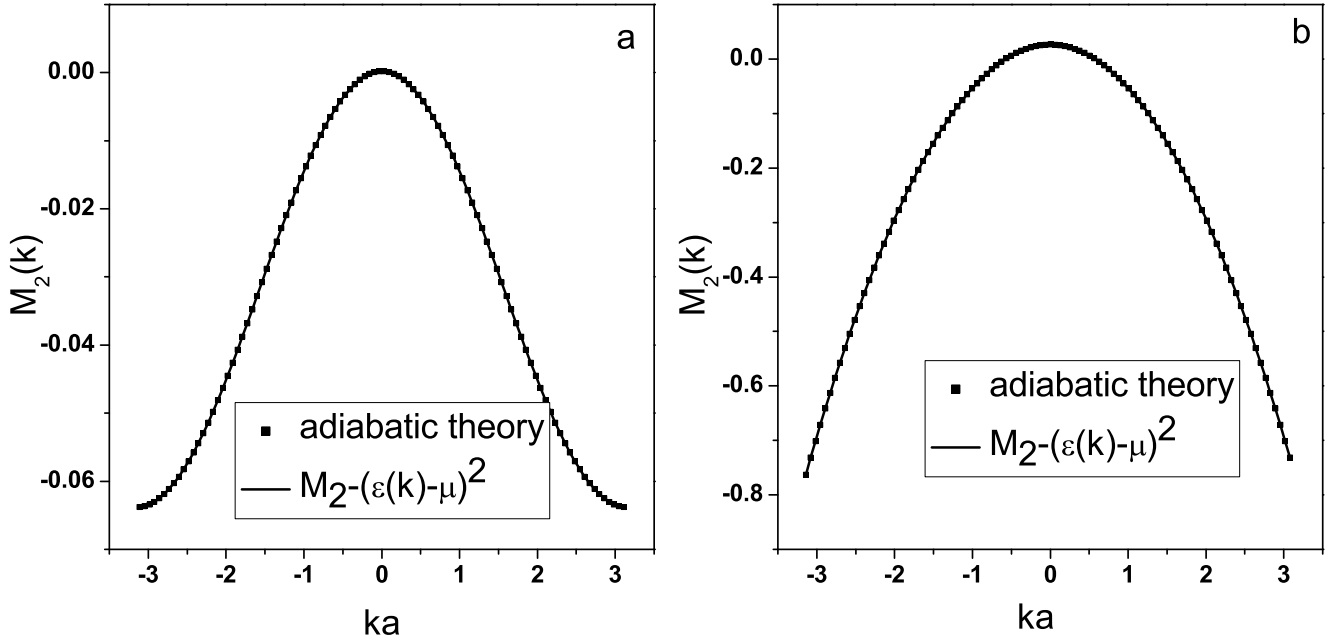 a
0.00
-0.02
-0.04
-0.06
M2(k)
adiabatic theory
M2-(ε(k)-μ)2
-3 -2 -1 0 1 2 3
ka
b
0.0
-0.2
-0.4
-0.6
-0.8
M2(k)
adiabatic theory
M2-(ε(k)-μ)2
-3 -2 -1 0 1 2 3
ka